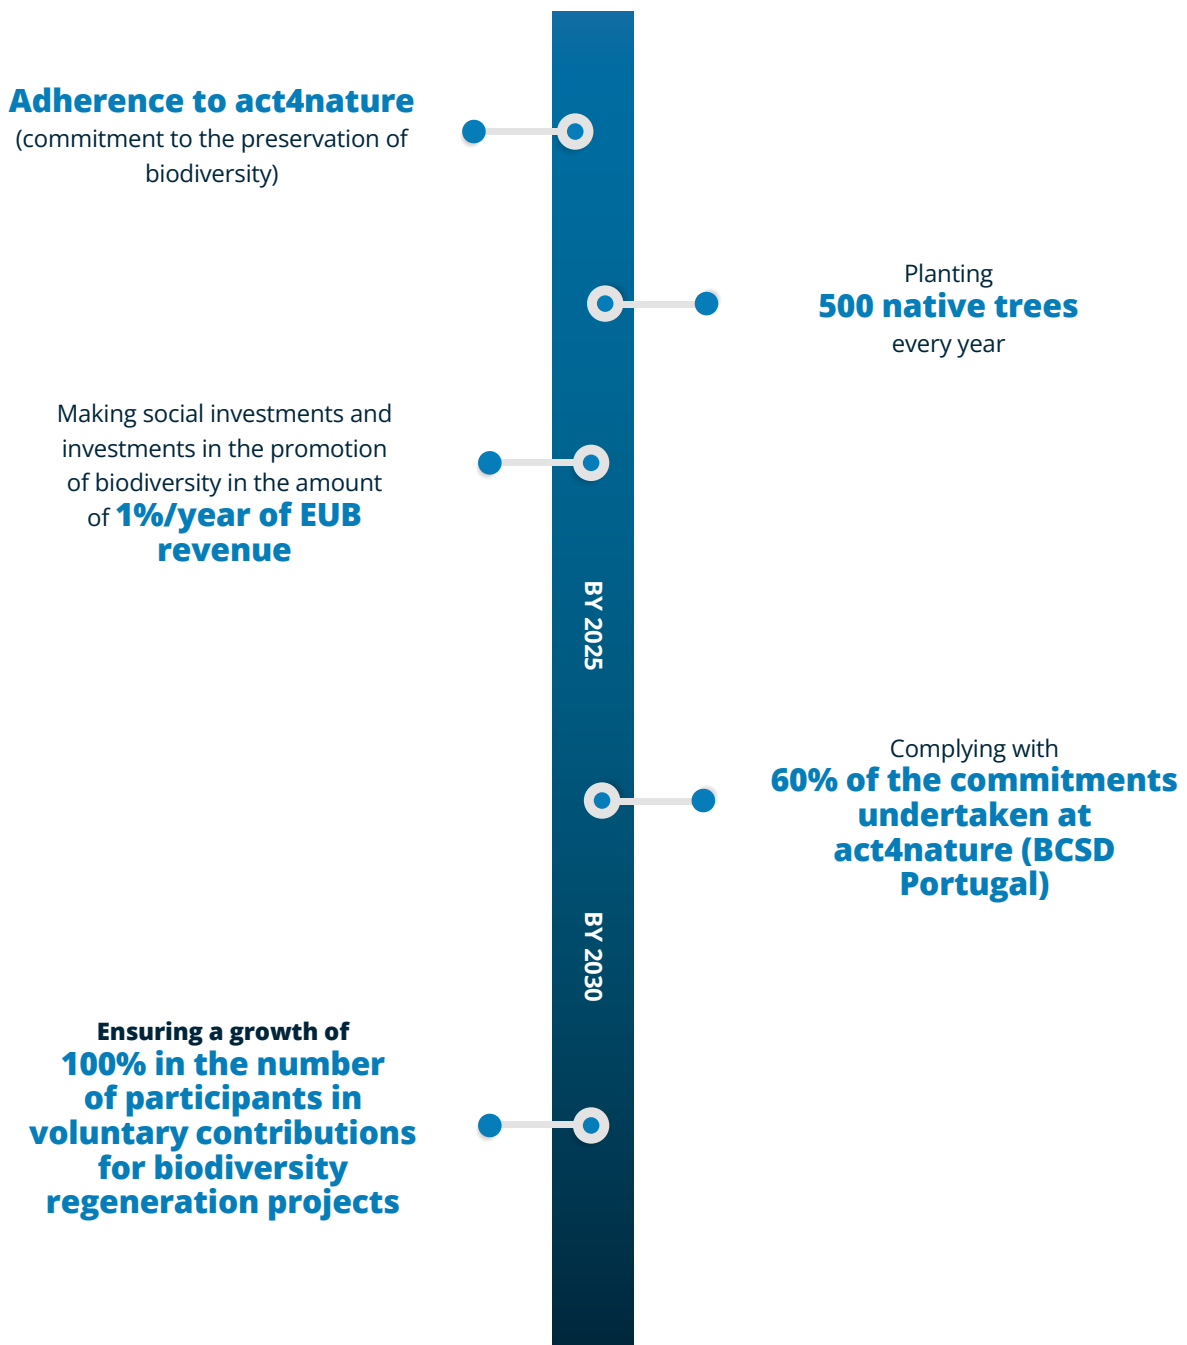 Adherence to act4nature
(commitment to the preservation of
biodiversity)
Planting
500 native trees
every year
Making social investments and
investments in the promotion
of biodiversity in the amount
of 1%/year of EUB
revenue
BY 2025
Complying with
60% of the commitments
undertaken at
act4nature (BCSD
Portugal)
BY 2030
Ensuring a growth of
100% in the number
of participants in
voluntary contributions
for biodiversity
regeneration projects